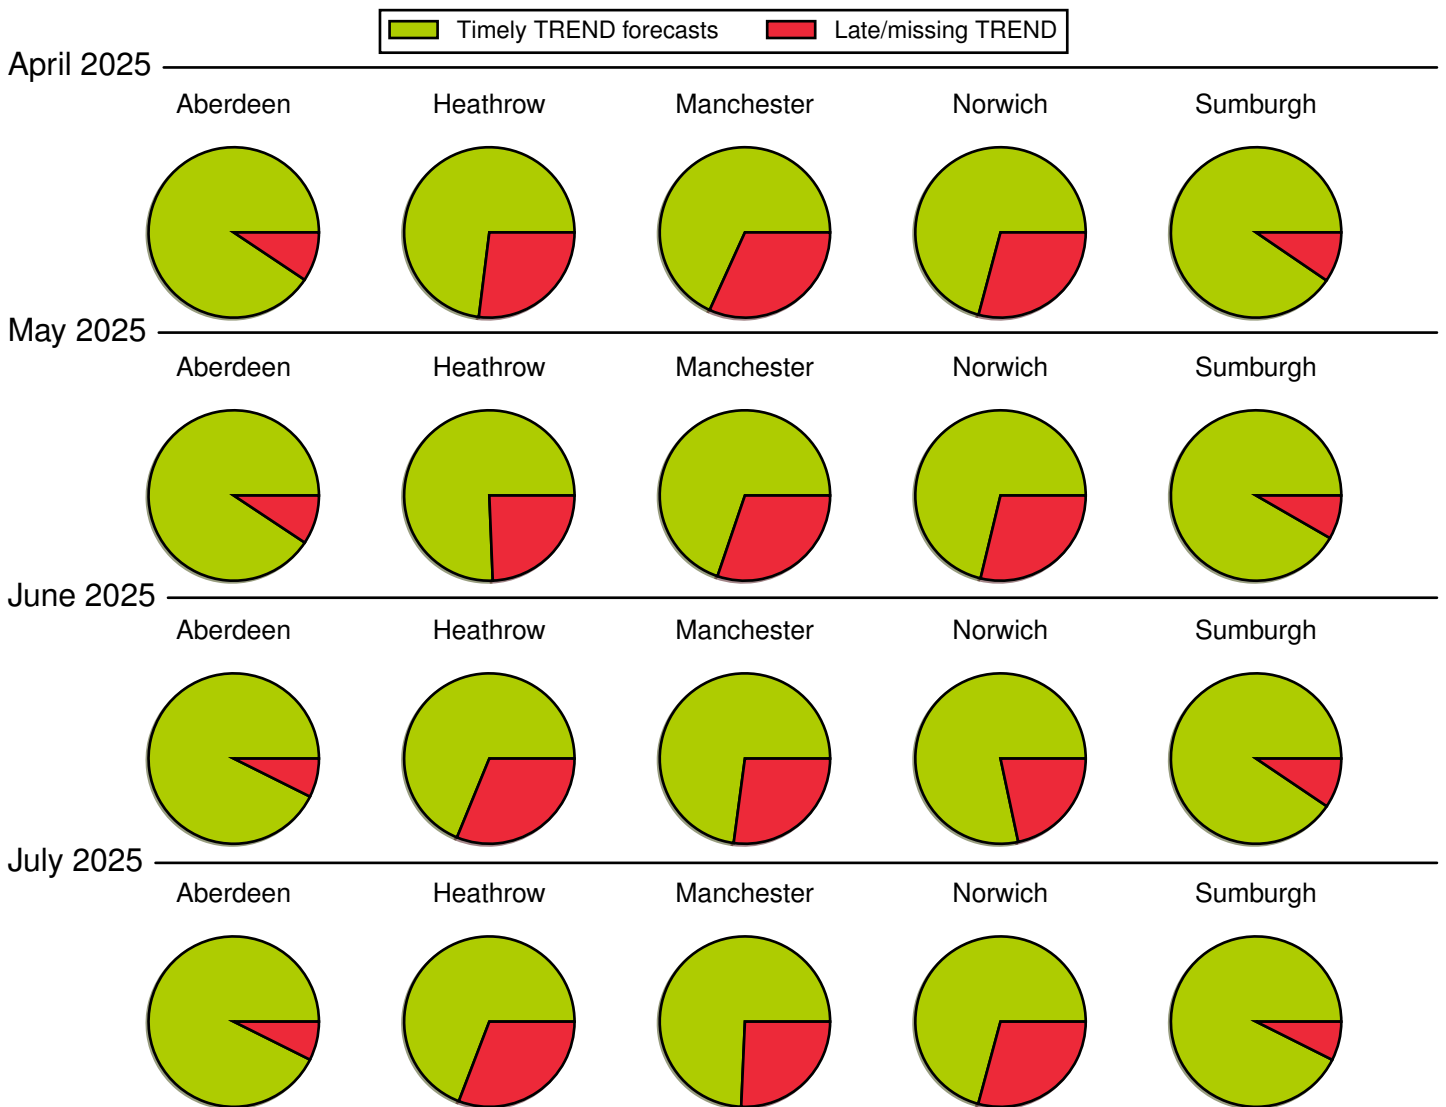 Timely TREND forecasts Late/missing TREND
April 2025
Aberdeen Heathrow Manchester Norwich Sumburgh
May 2025
Aberdeen Heathrow Manchester Norwich Sumburgh
June 2025
Aberdeen Heathrow Manchester Norwich Sumburgh
July 2025
Aberdeen Heathrow Manchester Norwich Sumburgh